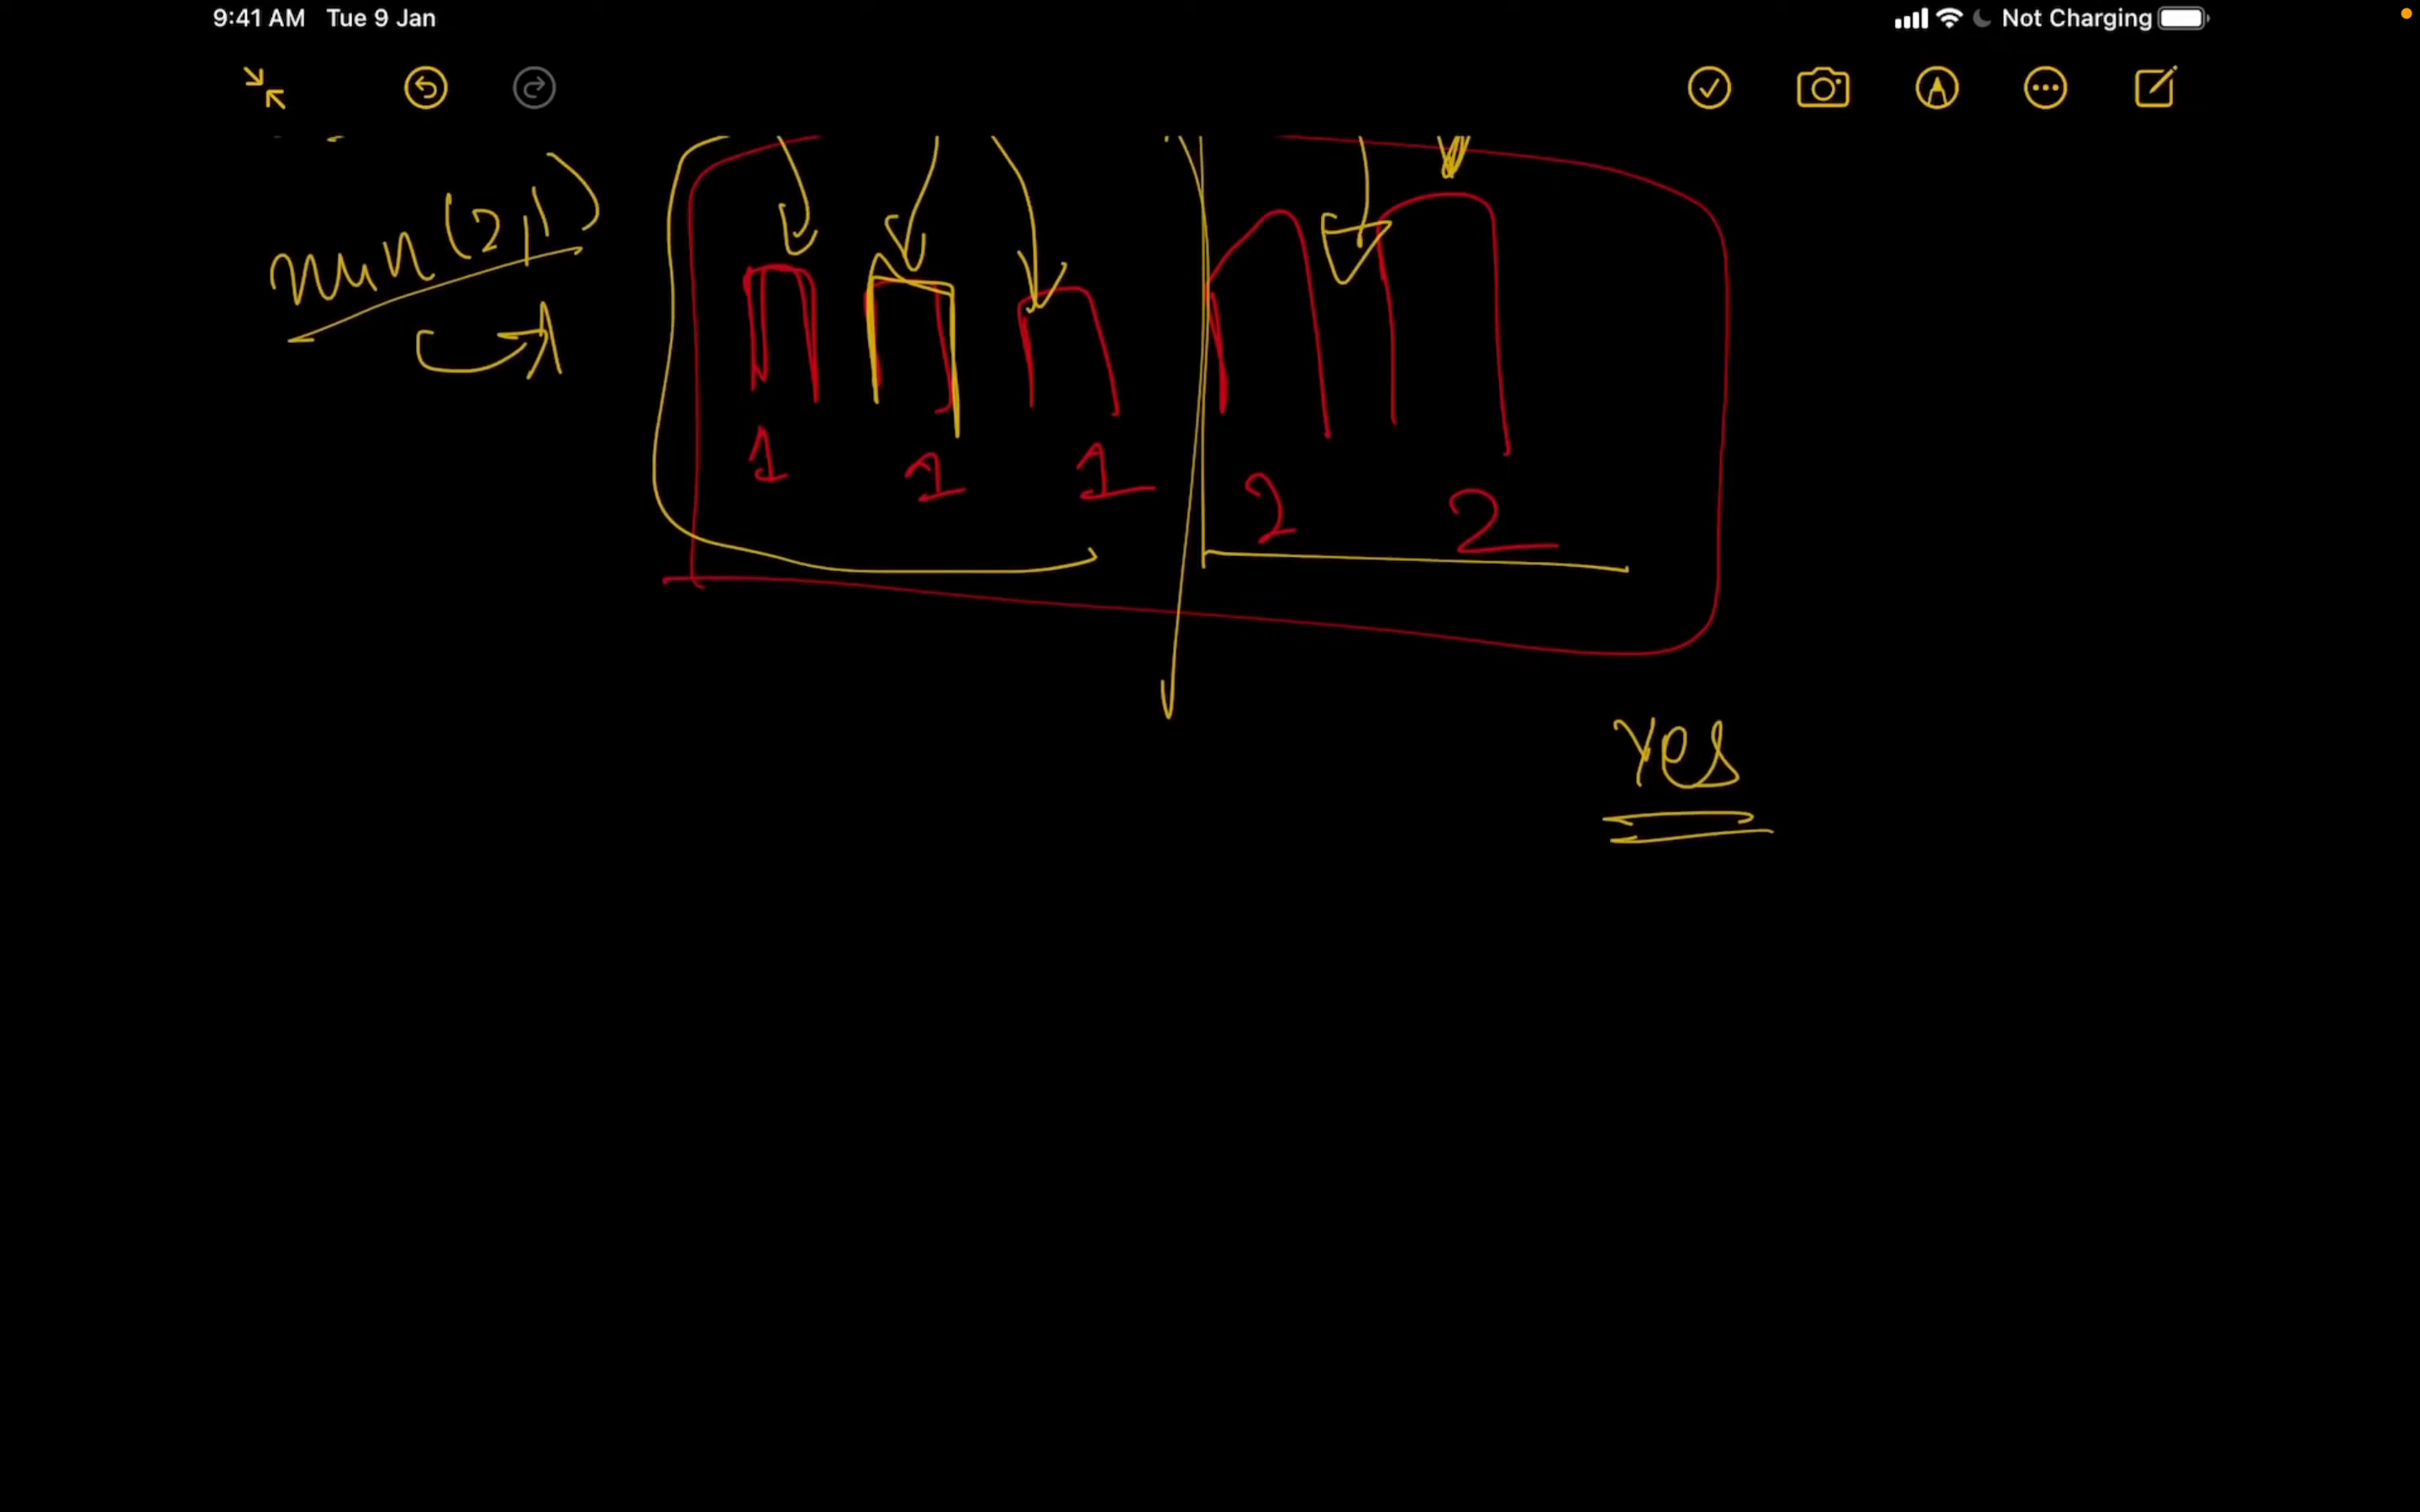 9:41 AM Tue 9 Jan
Not Charging
min(2,1)
1 1 1 2 2
Yes